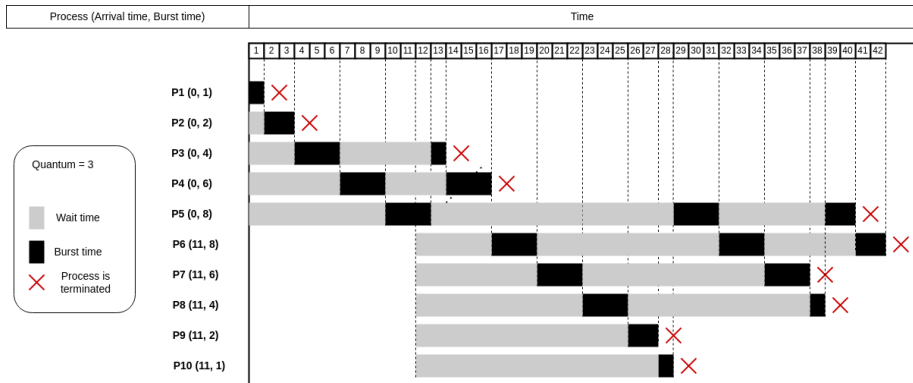 Process (Arrival time, Burst time) Time
1 2 3 4 5 6 7 8 9 10 11 12 13 14 15 16 17 18 19 20 21 22 23 24 25 26 27 28 29 30 31 32 33 34 35 36 37 38 39 40 41 42
P1 (0, 1)
P2 (0, 2)
P3 (0, 4)
P4 (0, 6)
P5 (0, 8)
P6 (11, 8)
P7 (11, 6)
P8 (11, 4)
P9 (11, 2)
P10 (11, 1)
Quantum = 3
Wait time
Burst time
Process is
terminated